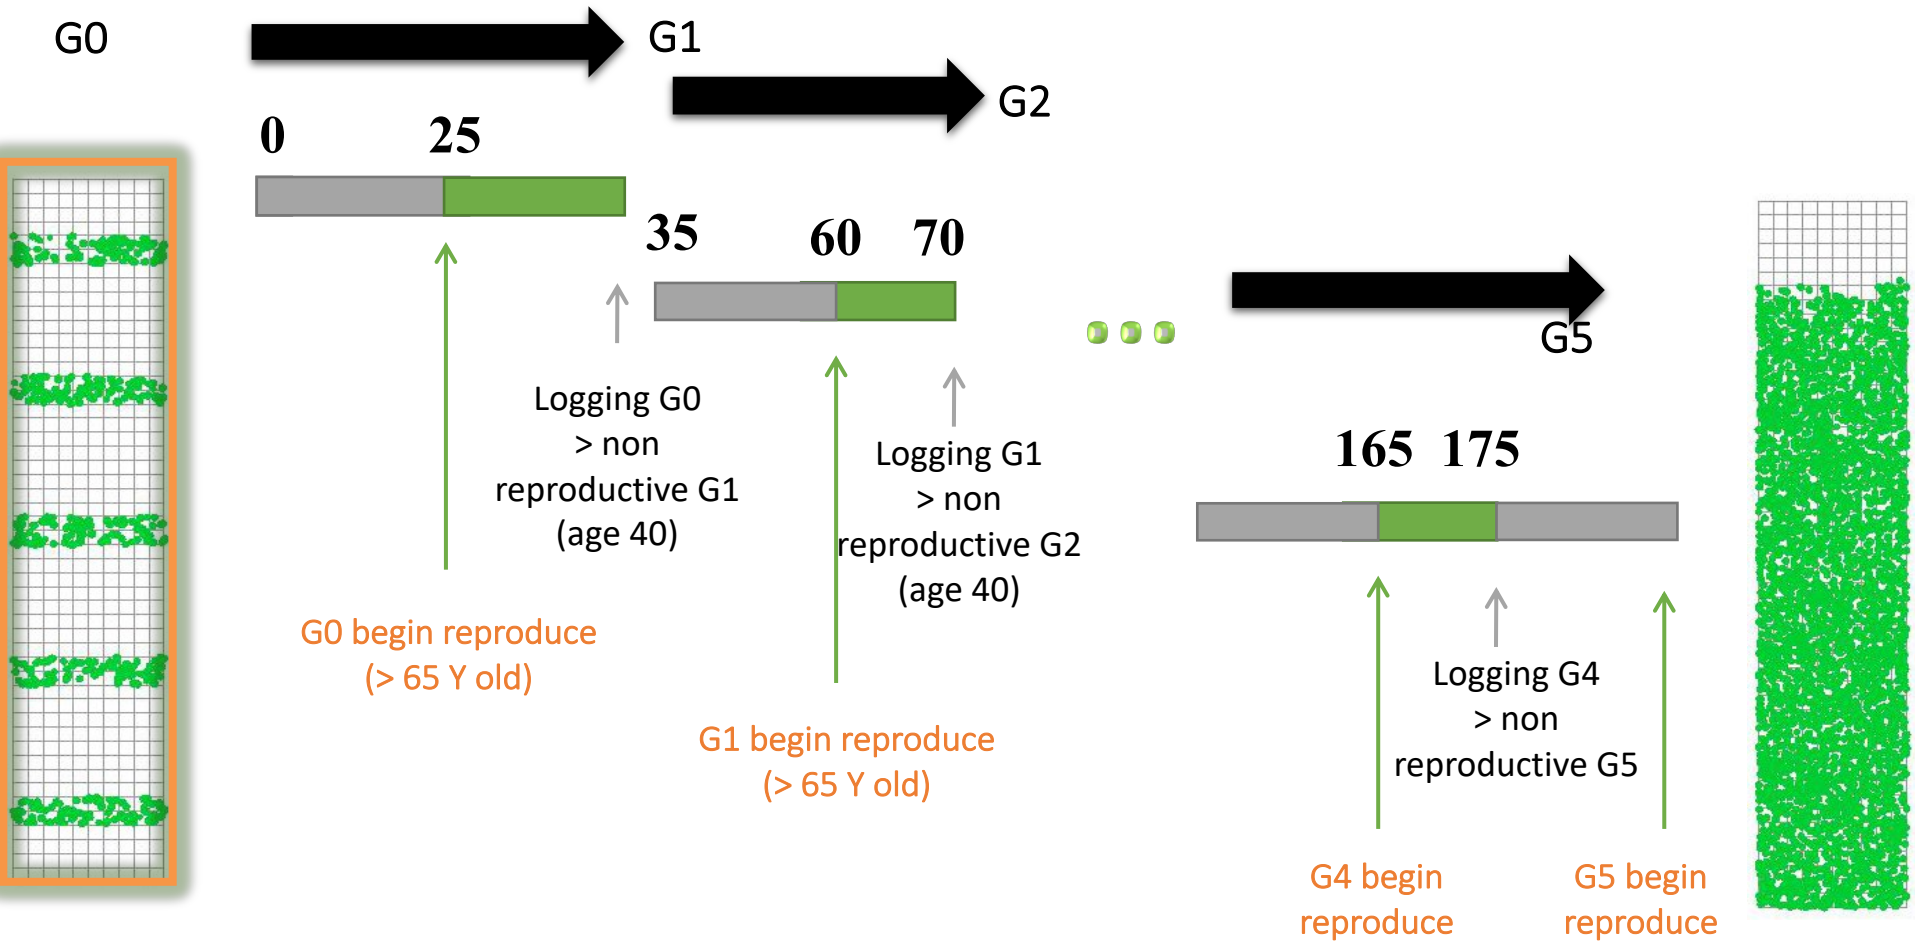 G0
G1
G2
0
25
35
60
70
G5
Logging G0
> non
reproductive G1
(age 40)
Logging G1
> non
reproductive G2
(age 40)
165
175
G0 begin reproduce
(> 65 Y old)
G1 begin reproduce
(> 65 Y old)
Logging G4
> non
reproductive G5
G4 begin
reproduce
G5 begin
reproduce